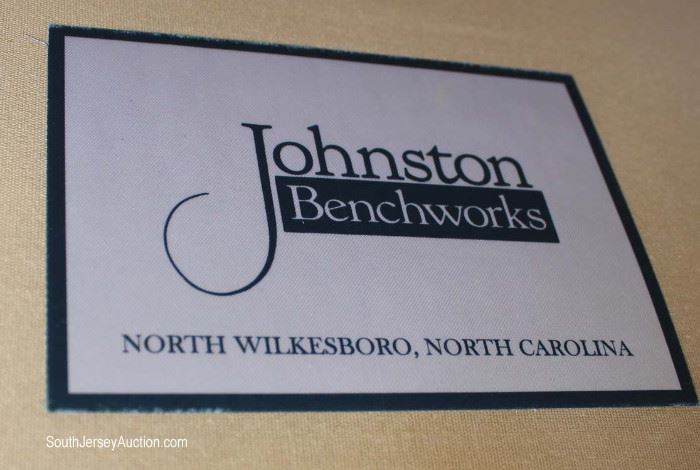 Johnston
Benchworks
NORTH WILKESBORO, NORTH CAROLINA
SouthJerseyAuction.com